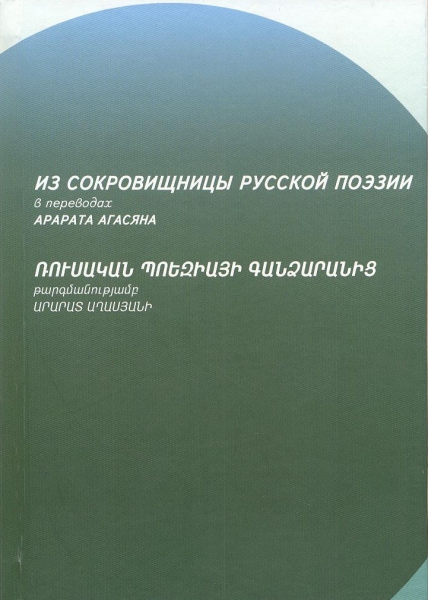 ИЗ СОКРОВИЩНИЦЫ РУССКОЙ ПОЭЗИИ
в переводах
АРАРАТА АГАСЯНА
ՌՈՒՍԱԿԱՆ ՊՈԵԶԻԱՅԻ ԳԱՆՁԱՐԱՆԻՑ
թարգմանությամբ
ԱՐԱՐԱՏ ԱՂԱՍՅԱՆԻ